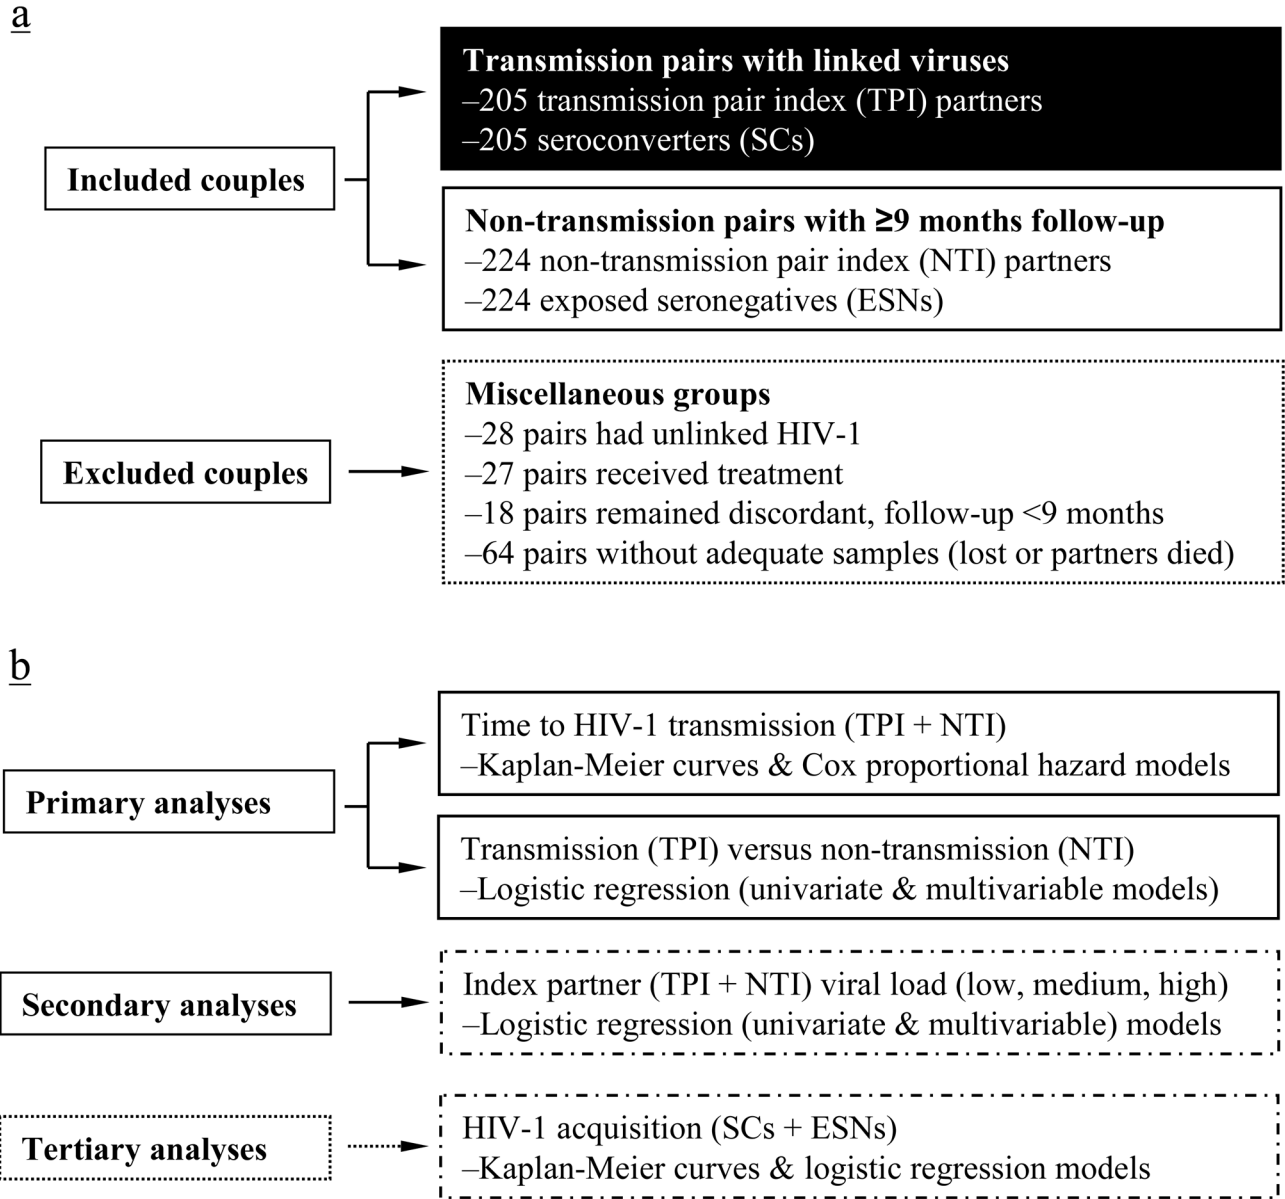 a
Included couples
Transmission pairs with linked viruses
–205 transmission pair index (TPI) partners
–205 seroconverters (SCs)
Non-transmission pairs with ≥9 months follow-up
–224 non-transmission pair index (NTI) partners
–224 exposed seronegatives (ESNs)
Excluded couples
Miscellaneous groups
–28 pairs had unlinked HIV-1
–27 pairs received treatment
–18 pairs remained discordant, follow-up <9 months
–64 pairs without adequate samples (lost or partners died)
b
Primary analyses
Time to HIV-1 transmission (TPI + NTI)
–Kaplan-Meier curves & Cox proportional hazard models
Transmission (TPI) versus non-transmission (NTI)
–Logistic regression (univariate & multivariable models)
Secondary analyses
Index partner (TPI + NTI) viral load (low, medium, high)
–Logistic regression (univariate & multivariable) models
Tertiary analyses
HIV-1 acquisition (SCs + ESNs)
–Kaplan-Meier curves & logistic regression models